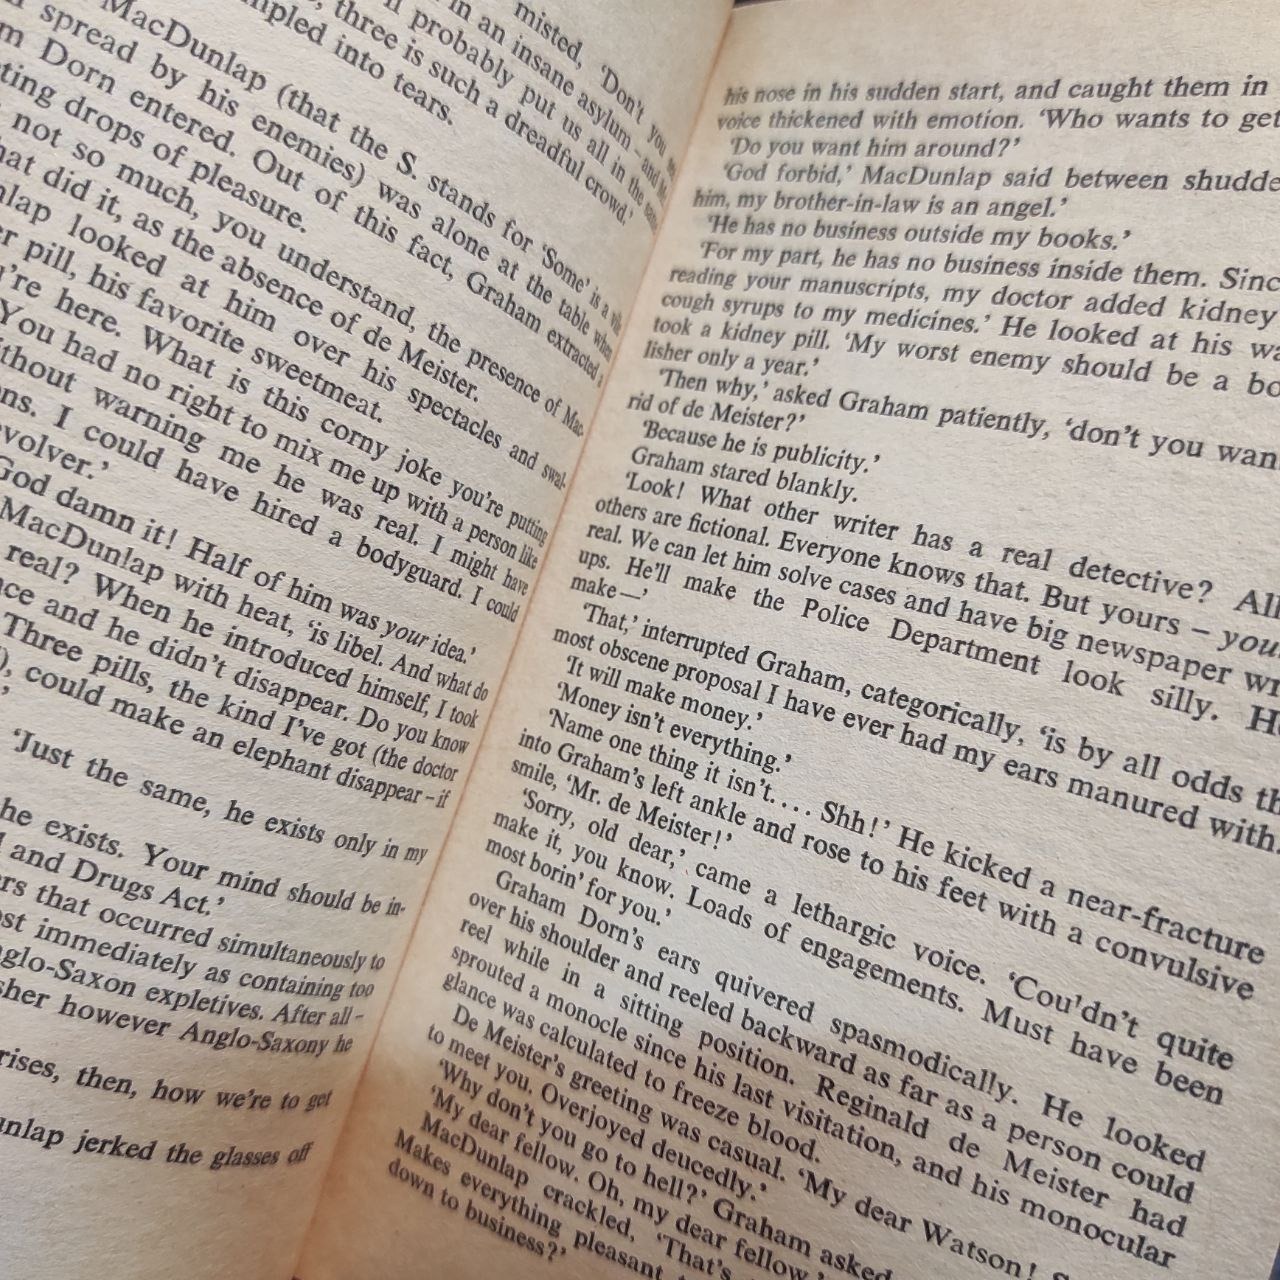 misted, 'Don't you
in an insane asylum – and
probably put us all in the same
three is such a dreadful crowd.'
into tears.
MacDunlap (that the S. stands for 'Some' is a vile
spread by his enemies) was alone at the table when
Dorn entered. Out of this fact, Graham extracted a
drops of pleasure.
not so much, you understand, the presence of Mac-
that did it, as the absence of de Meister.
looked at him over his spectacles and swal-
pill, his favorite sweetmeat.
here. What is this corny joke you're putting
You had no right to mix me up with a person like
without warning me he was real. I might have
I could have hired a bodyguard. I could
revolver.'
God damn it! Half of him was your idea.'
MacDunlap with heat, 'is libel. And what do
real? When he introduced himself, I took
and he didn't disappear. Do you know
Three pills, the kind I've got (the doctor
could make an elephant disappear – if
'Just the same, he exists only in my
he exists. Your mind should be in-
and Drugs Act.'
that occurred simultaneously to
immediately as containing too
Anglo-Saxon expletives. After all –
however Anglo-Saxony he
then, how we're to get
jerked the glasses off
his nose in his sudden start, and caught them in
voice thickened with emotion. 'Who wants to get
'Do you want him around?'
'God forbid,' MacDunlap said between
him, my brother-in-law is an angel.'
'He has no business outside my books.'
'For my part, he has no business inside them.
reading your manuscripts, my doctor added kidney
cough syrups to my medicines.' He looked at his
took a kidney pill. 'My worst enemy should be a
lisher only a year.'
'Then why,' asked Graham patiently, 'don't you
rid of de Meister?'
'Because he is publicity.'
Graham stared blankly.
'Look! What other writer has a real detective? All
others are fictional. Everyone knows that. But yours –
real. We can let him solve cases and have big newspaper
ups. He'll make the Police Department look silly.
make—'
'That,' interrupted Graham, categorically, 'is by all odds
most obscene proposal I have ever had my ears manured with.
'It will make money.'
'Money isn't everything.'
'Name one thing it isn't.... Shh!' He kicked a near-fracture
into Graham's left ankle and rose to his feet with a convulsive
smile, 'Mr. de Meister!'
'Sorry, old dear,' came a lethargic voice. 'Cou'dn't quite
make it, you know. Loads of engagements. Must have been
most borin' for you.'
Graham Dorn's ears quivered spasmodically. He looked
over his shoulder and reeled backward as far as a person could
reel while in a sitting position. Reginald de Meister had
sprouted a monocle since his last visitation, and his monocular
glance was calculated to freeze blood.
De Meister's greeting was casual. 'My dear Watson!
to meet you. Overjoyed deucedly.'
'Why don't you go to hell?' Graham asked
'My dear fellow. Oh, my dear fellow.'
MacDunlap crackled, 'That's
Makes everything pleasant
down to business?'